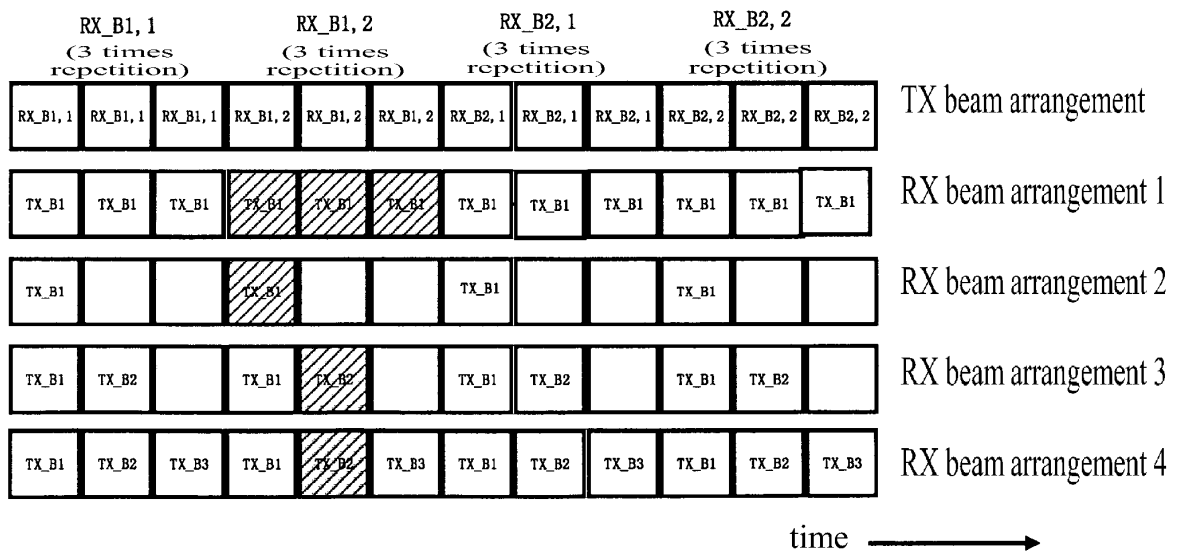 RX_B1, 1 RX_B1, 2 RX_B2, 1 RX_B2, 2
(3 times (3 times (3 times (3 times
repetition) repetition) repetition) repetition)
RX_B1, 1 RX_B1, 1 RX_B1, 1 RX_B1, 2 RX_B1, 2 RX_B1, 2 RX_B2, 1 RX_B2, 1 RX_B2, 1 RX_B2, 2 RX_B2, 2 RX_B2, 2 TX beam arrangement
TX_B1 TX_B1 TX_B1 TX_B1 TX_B1 TX_B1 TX_B1 TX_B1 TX_B1 TX_B1 TX_B1 TX_B1 RX beam arrangement 1
TX_B1 TX_B1 TX_B1 TX_B1 RX beam arrangement 2
TX_B1 TX_B2 TX_B1 TX_B2 TX_B1 TX_B2 TX_B1 TX_B2 RX beam arrangement 3
TX_B1 TX_B2 TX_B3 TX_B1 TX_B2 TX_B3 TX_B1 TX_B2 TX_B3 TX_B1 TX_B2 TX_B3 RX beam arrangement 4
time